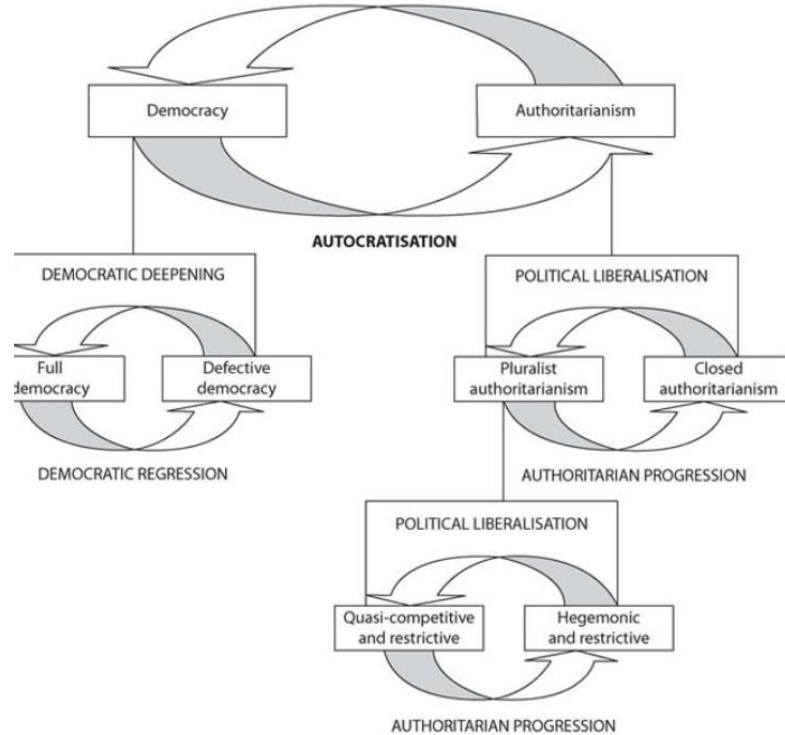 Democracy
Authoritarianism
AUTOCRATISATION
DEMOCRATIC DEEPENING
POLITICAL LIBERALISATION
Full
democracy
Defective
democracy
Pluralist
authoritarianism
Closed
authoritarianism
DEMOCRATIC REGRESSION
AUTHORITARIAN PROGRESSION
POLITICAL LIBERALISATION
Quasi-competitive
and restrictive
Hegemonic
and restrictive
AUTHORITARIAN PROGRESSION